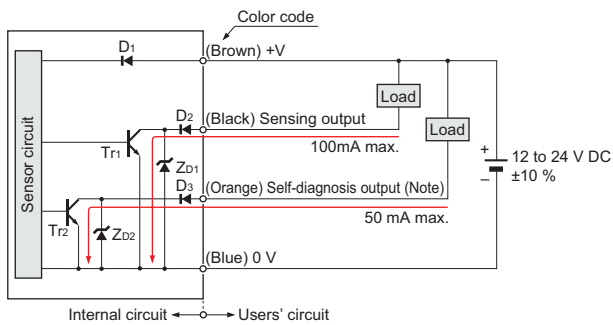 Color code
D1
(Brown) +V
Load
D2
(Black) Sensing output
Load
100mA max.
Sensor circuit
Tr1
ZD1
+
12 to 24 V DC
±10 %
–
D3
(Orange) Self-diagnosis output (Note)
50 mA max.
Tr2
ZD2
(Blue) 0 V
Internal circuit
Users' circuit